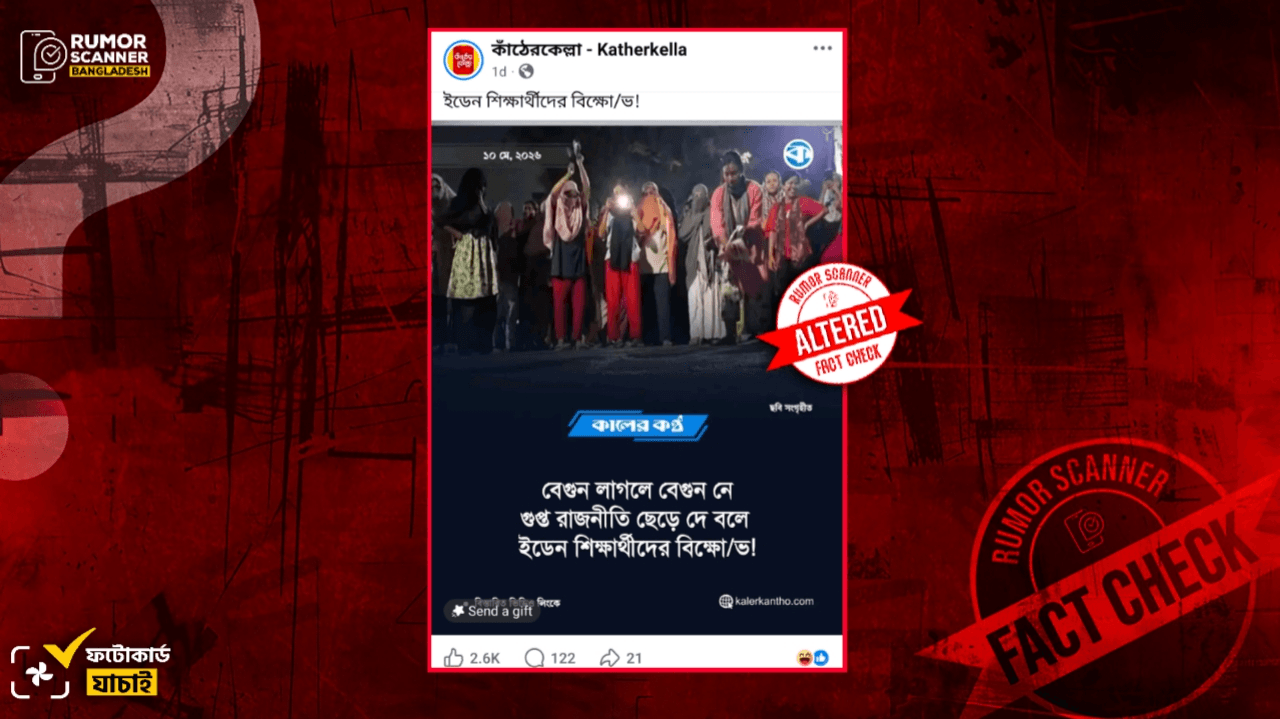 RUMOR
SCANNER
BANGLADESH
কাঁঠেরকেল্লা - Katherkella
1d
ইডেন শিক্ষার্থীদের বিক্ষো/ভ!
১০ মে, ২০২৬
ক
RUMOR SCANNER
ALTERED
FACT CHECK
ছবি সংগৃহীত
কালের কণ্ঠ
বেগুন লাগলে বেগুন নে
গুপ্ত রাজনীতি ছেড়ে দে বলে
ইডেন শিক্ষার্থীদের বিক্ষো/ভ!
লিংকে
Send a gift
kalerkantho.com
2.6K 122 21
RUMOR SCANNER
FACT CHECK
ফটোকার্ড
যাচাই